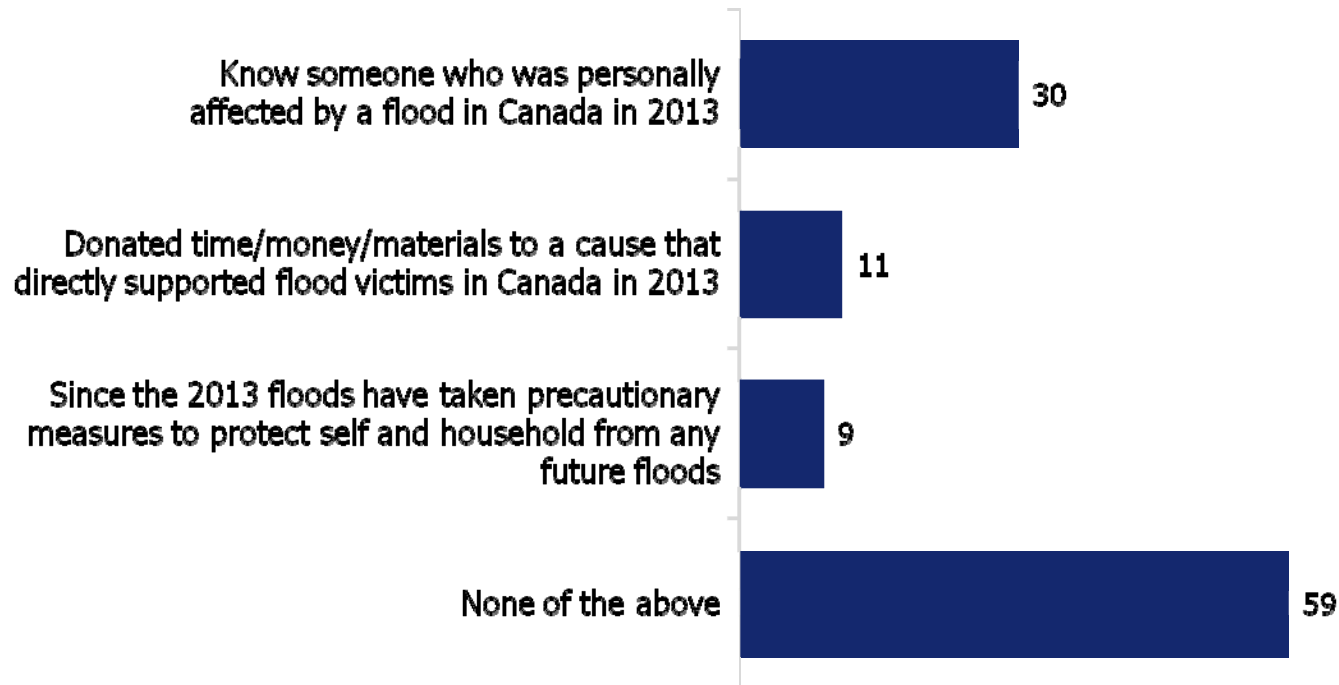 Know someone who was personally
affected by a flood in Canada in 2013
30
Donated time/money/materials to a cause that
directly supported flood victims in Canada in 2013
11
Since the 2013 floods have taken precautionary
measures to protect self and household from any
future floods
9
None of the above
59